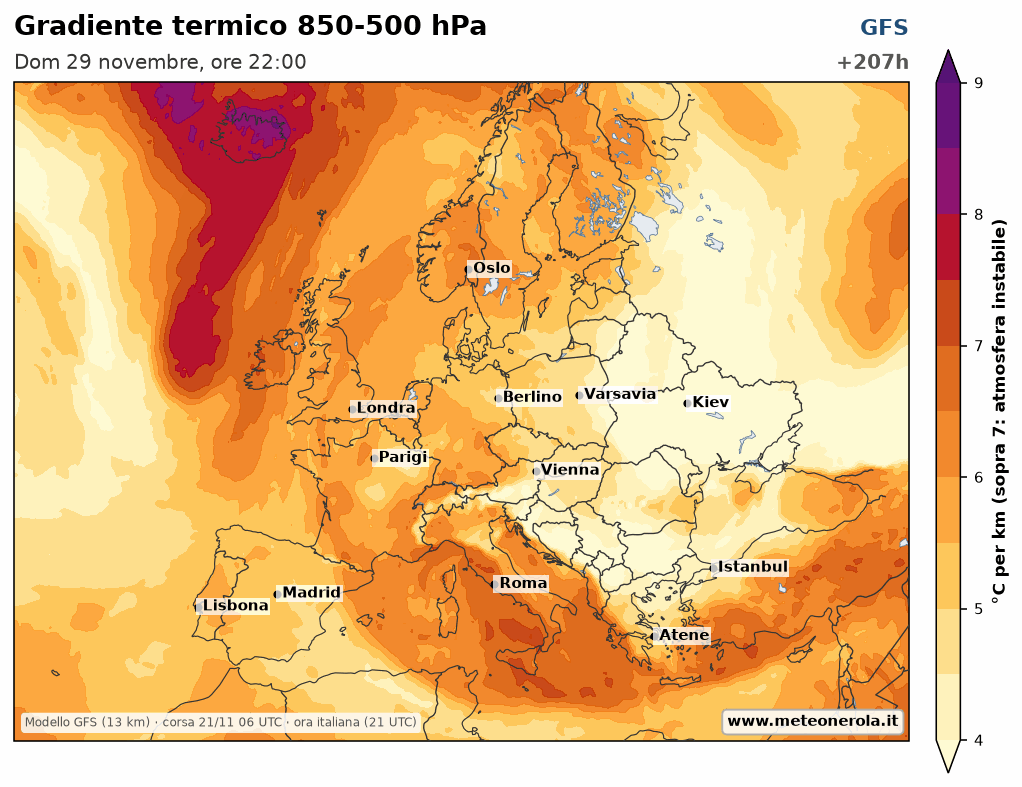 Gradiente termico 850-500 hPa
GFS
Dom 29 novembre, ore 22:00
+207h
Oslo
Londra
Berlino
Varsavia
Kiev
Parigi
Vienna
Istanbul
Roma
Madrid
Lisbona
Atene
Modello GFS (13 km) · corsa 21/11 06 UTC · ora italiana (21 UTC)
www.meteonerola.it
9
8
7
6
5
4
°C per km (sopra 7: atmosfera instabile)